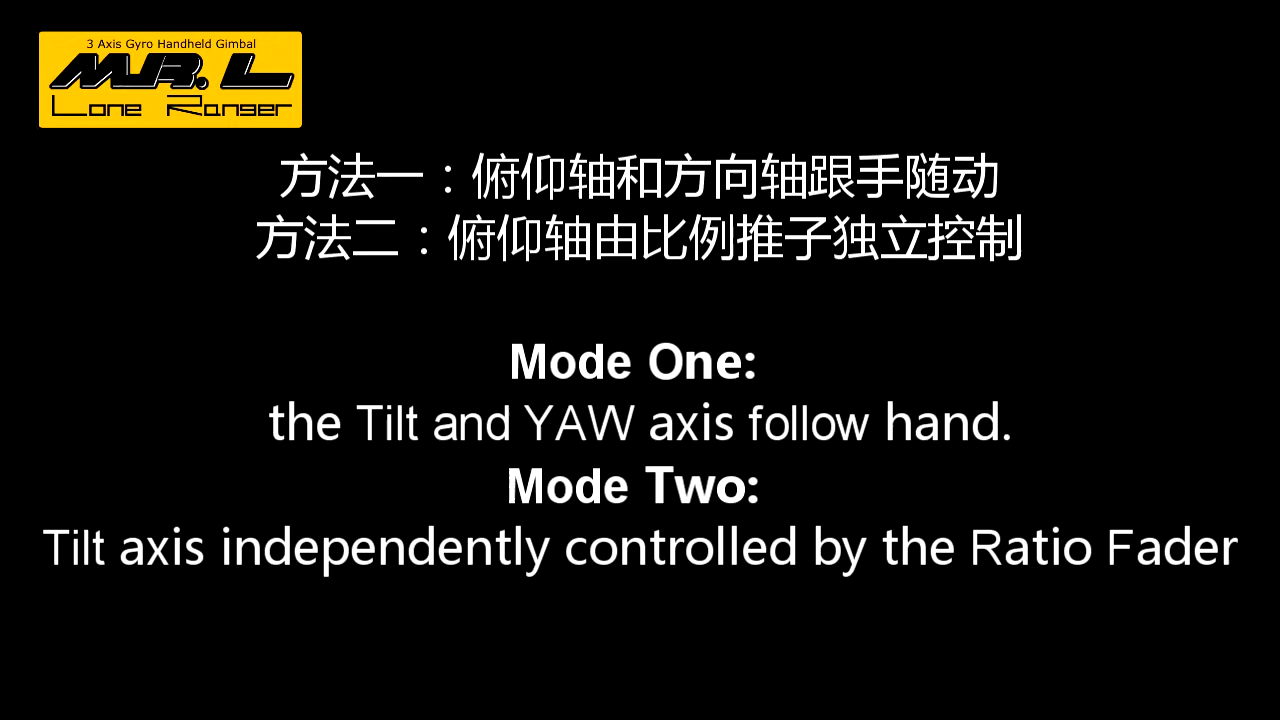 3 Axis Gyro Handheld Gimbal
MR. L
Lone Ranger
方法一：俯仰轴和方向轴跟手随动
方法二：俯仰轴由比例推子独立控制
Mode One:
the Tilt and YAW axis follow hand.
Mode Two:
Tilt axis independently controlled by the Ratio Fader